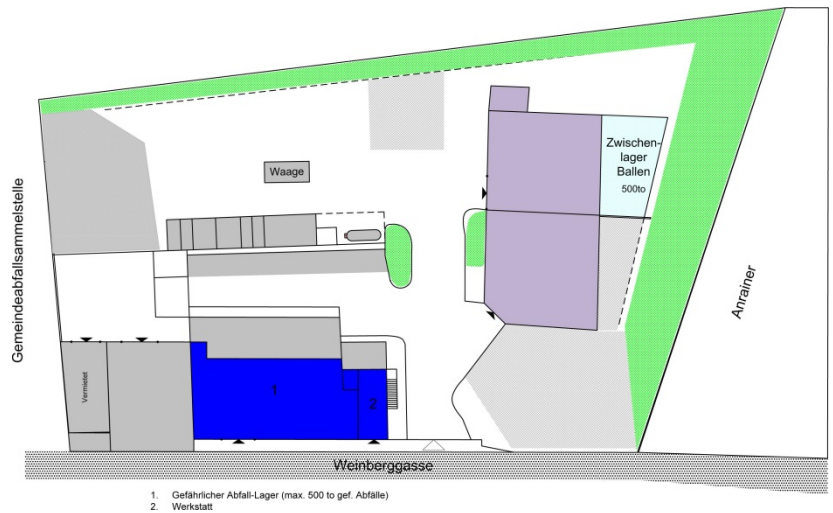 Zwischen-
lager
Ballen
500to
Waage
Gemeindeabfallsammelstelle
Anrainer
Vermietet
1
2
Weinberggasse
1. Gefährlicher Abfall-Lager (max. 500 to gef. Abfälle)
2. Werkstatt